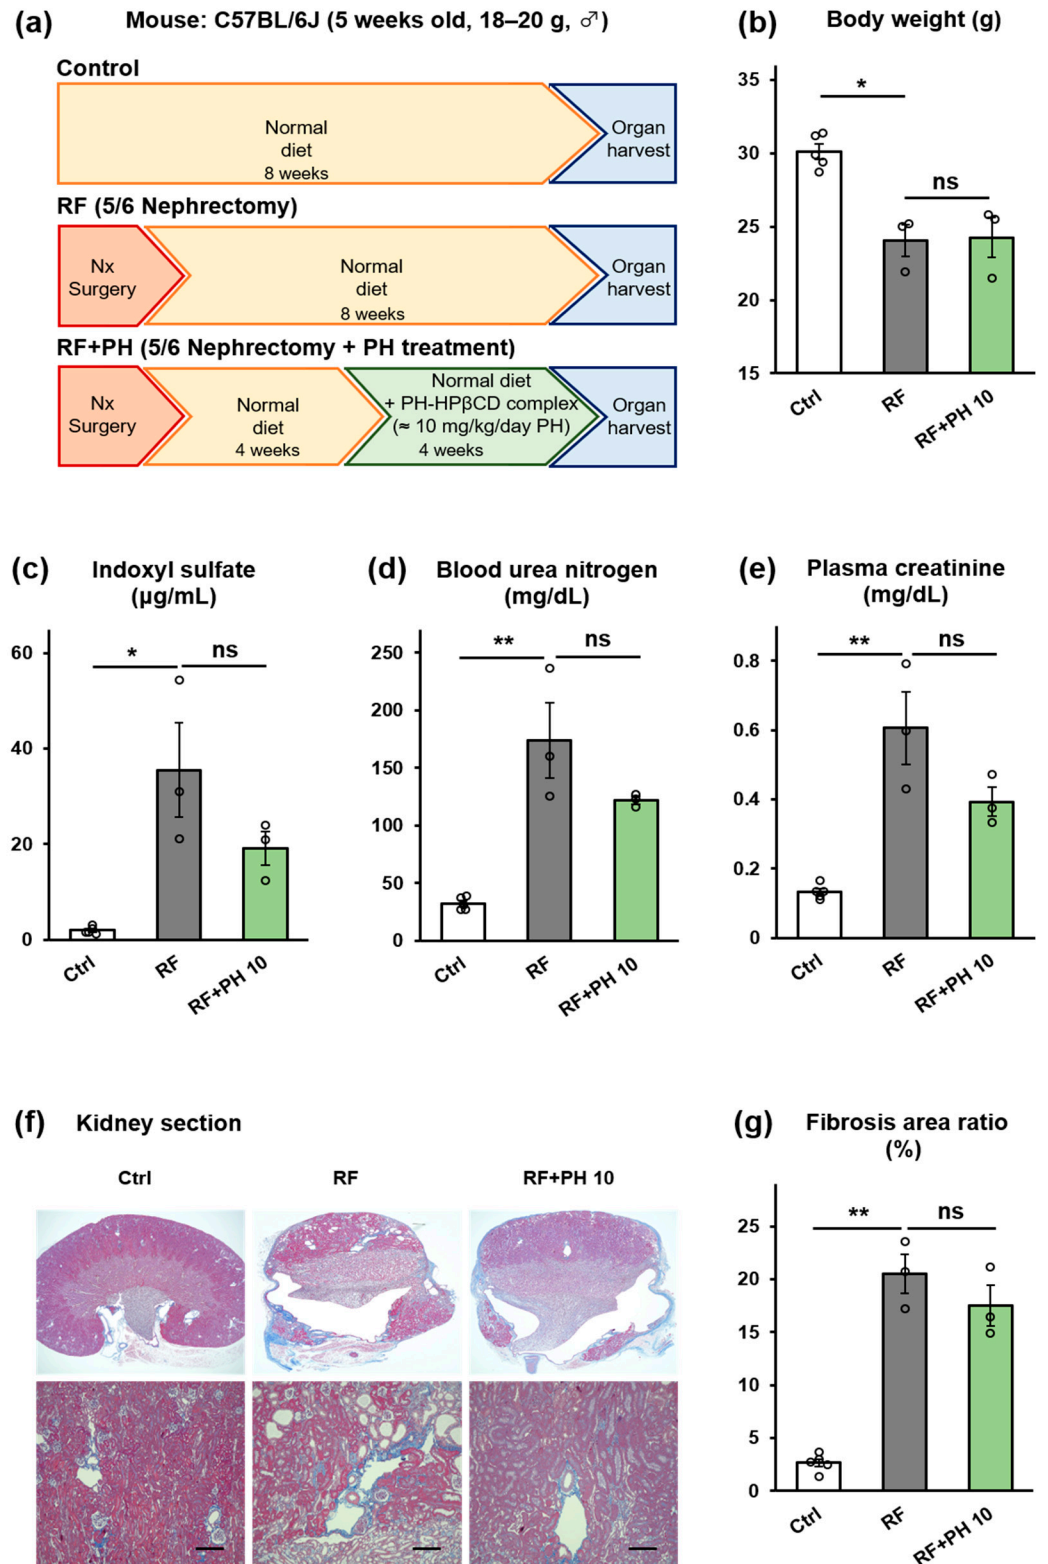 (a) Mouse: C57BL/6J (5 weeks old, 18–20 g, ♂)
Control
Normal
diet
8 weeks
Organ
harvest
RF (5/6 Nephrectomy)
Nx
Surgery
Normal
diet
8 weeks
Organ
harvest
RF+PH (5/6 Nephrectomy + PH treatment)
Nx
Surgery
Normal
diet
4 weeks
Normal diet
+ PH-HPβCD complex
(≈ 10 mg/kg/day PH)
4 weeks
Organ
harvest
(b) Body weight (g)
35
30
25
20
15
*
ns
Ctrl
RF
RF+PH 10
(c) Indoxyl sulfate
(µg/mL)
60
40
20
0
*
ns
Ctrl
RF
RF+PH 10
(d) Blood urea nitrogen
(mg/dL)
250
200
150
100
50
0
**
ns
Ctrl
RF
RF+PH 10
(e) Plasma creatinine
(mg/dL)
0.8
0.6
0.4
0.2
0
**
ns
Ctrl
RF
RF+PH 10
(f) Kidney section
Ctrl
RF
RF+PH 10
(g) Fibrosis area ratio
(%)
25
20
15
10
5
0
**
ns
Ctrl
RF
RF+PH 10